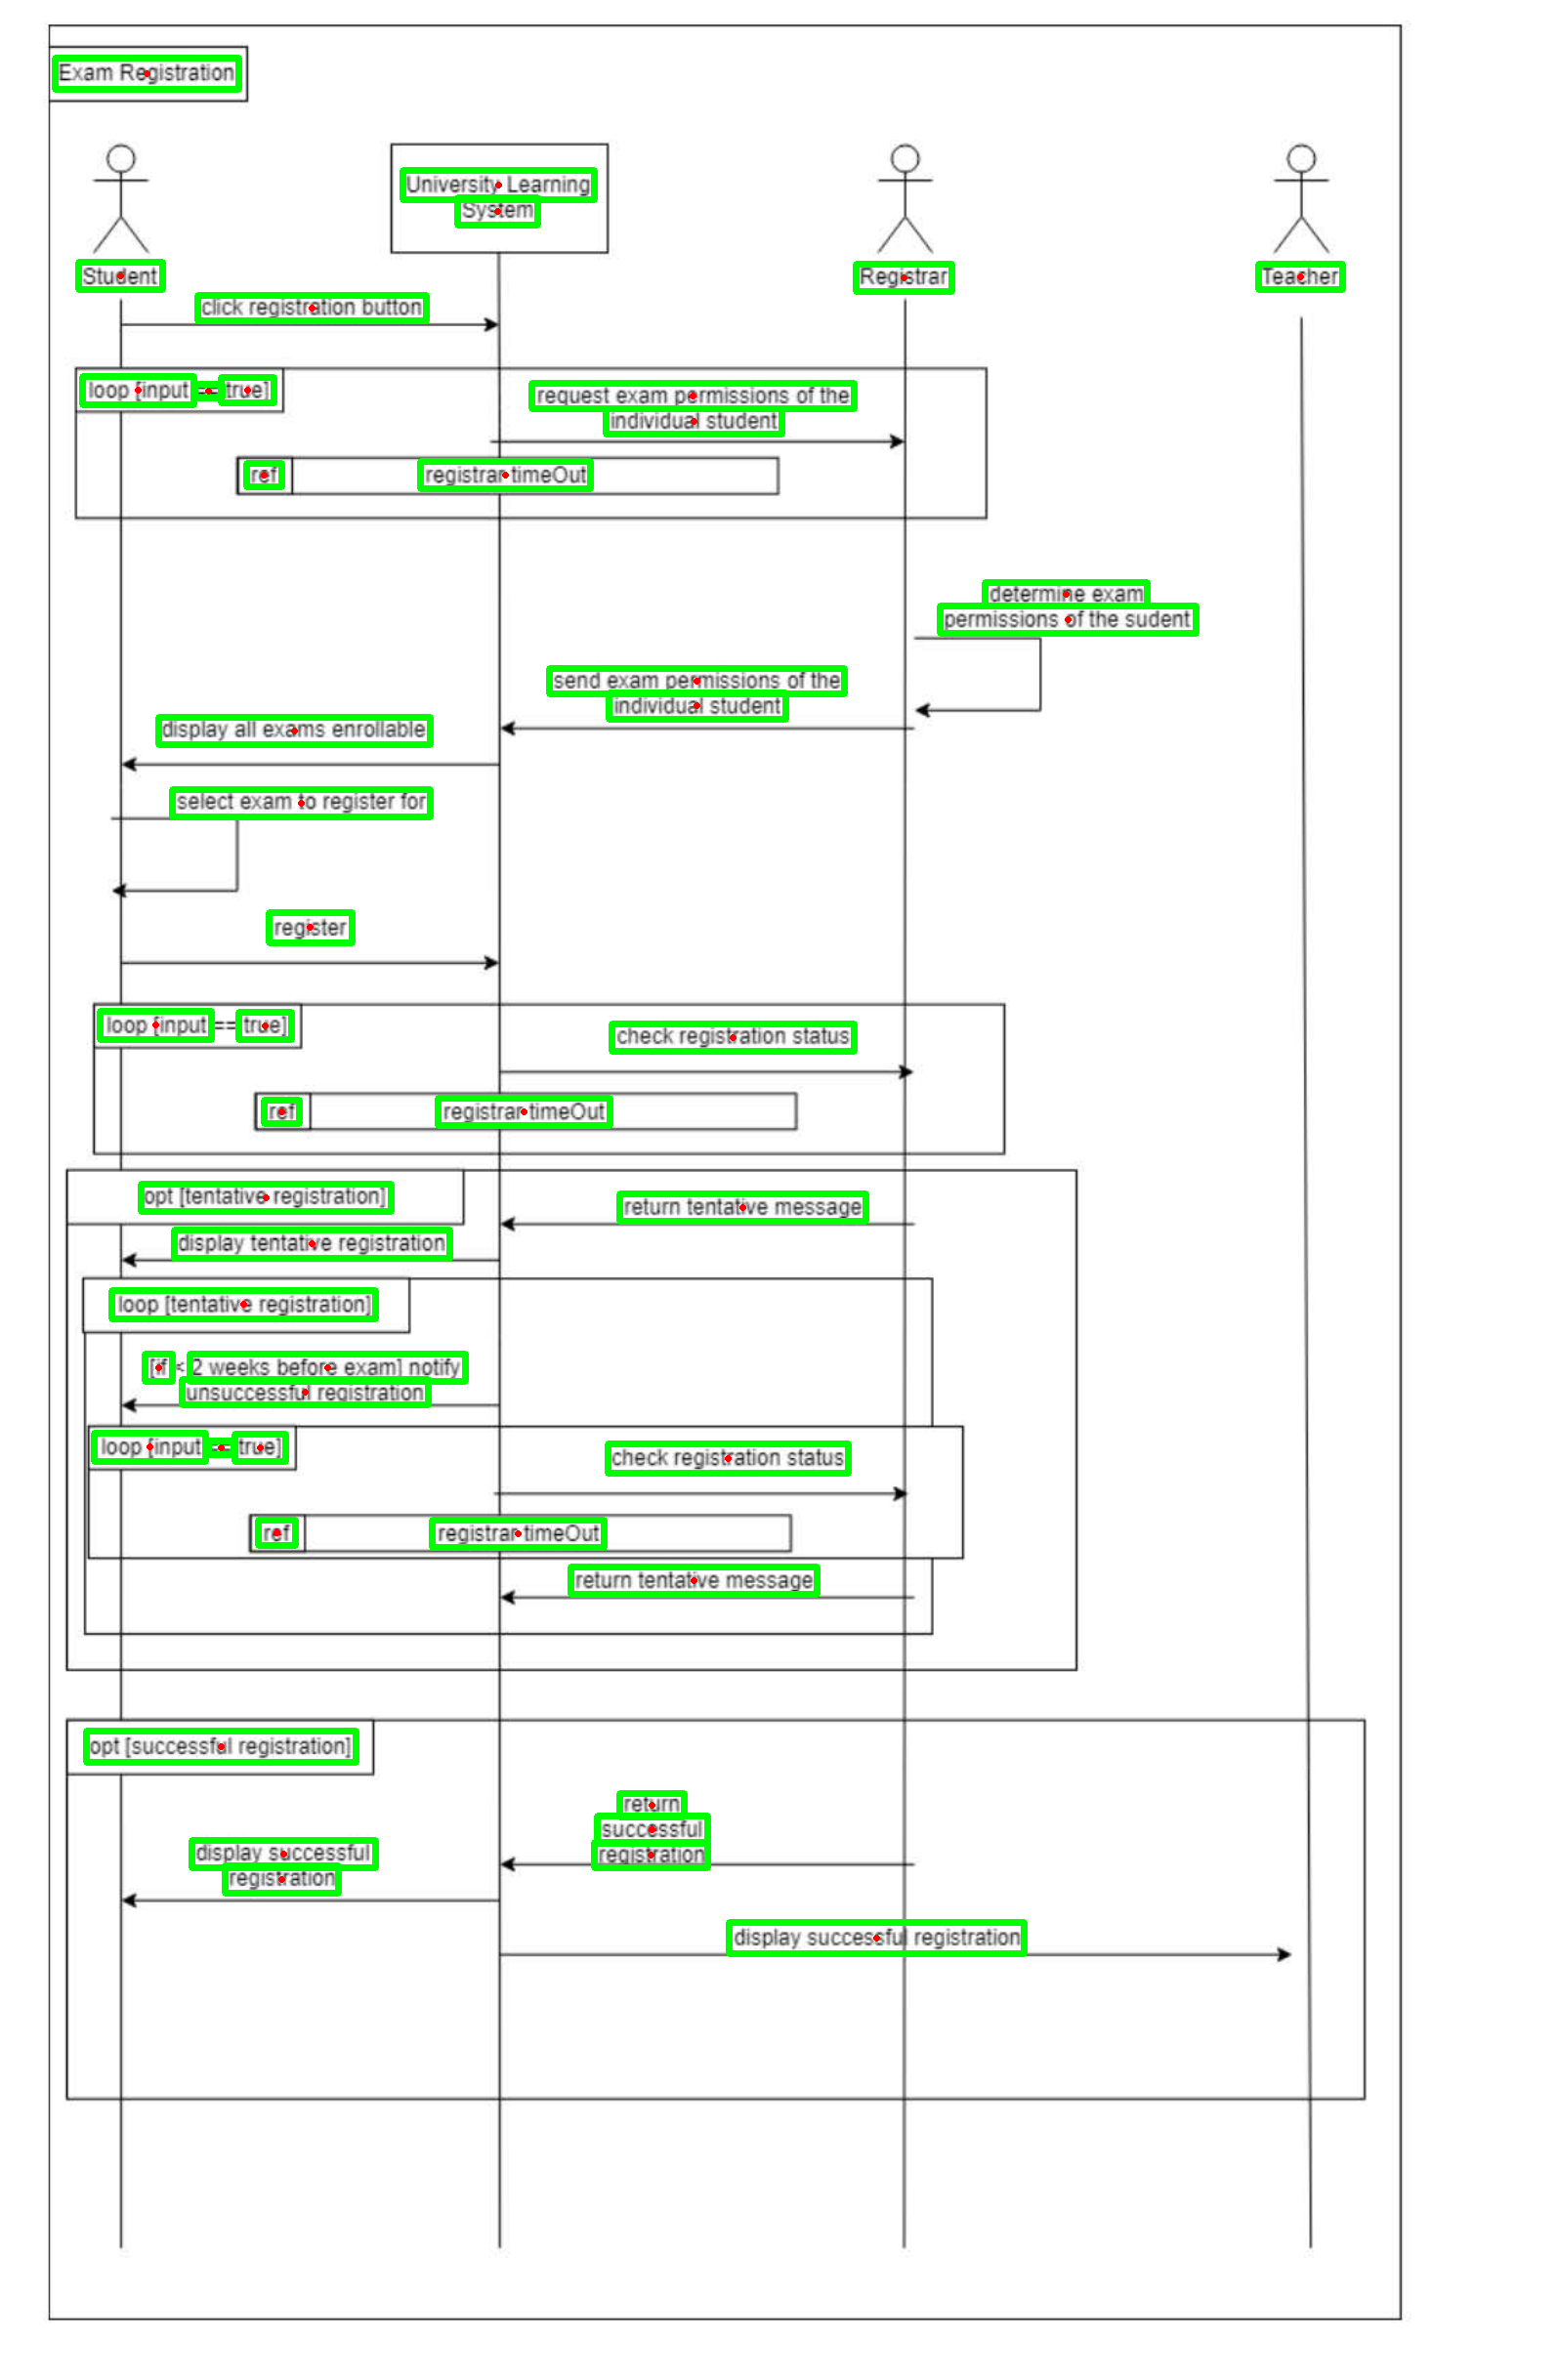 Exam Registration
University Learning
System
Student
Registrar
Teacher
click registration button
loop [input == true]
request exam permissions of the
individual student
ref
registrar timeOut
determine exam
permissions of the sudent
send exam permissions of the
individual student
display all exams enrollable
select exam to register for
register
loop [input == true]
check registration status
ref
registrar timeOut
opt [tentative registration]
return tentative message
display tentative registration
loop [tentative registration]
[if < 2 weeks before exam] notify
unsuccessful registration
loop [input == true]
check registration status
ref
registrar timeOut
return tentative message
opt [successful registration]
return
successful
registration
display successful
registration
display successful registration